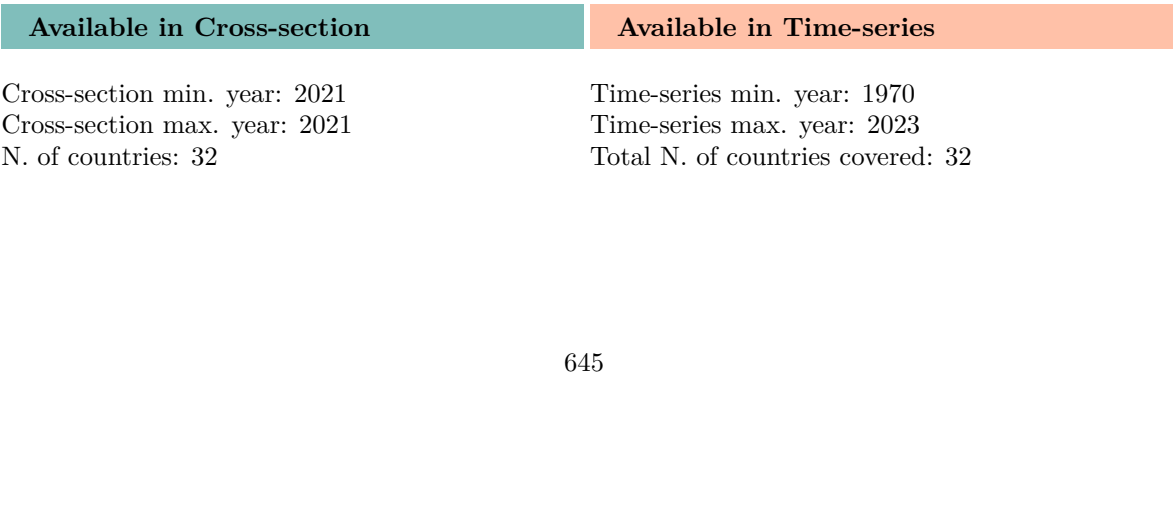 Available in Cross-section
Cross-section min. year: 2021
Cross-section max. year: 2021
N. of countries: 32
Available in Time-series
Time-series min. year: 1970
Time-series max. year: 2023
Total N. of countries covered: 32
645